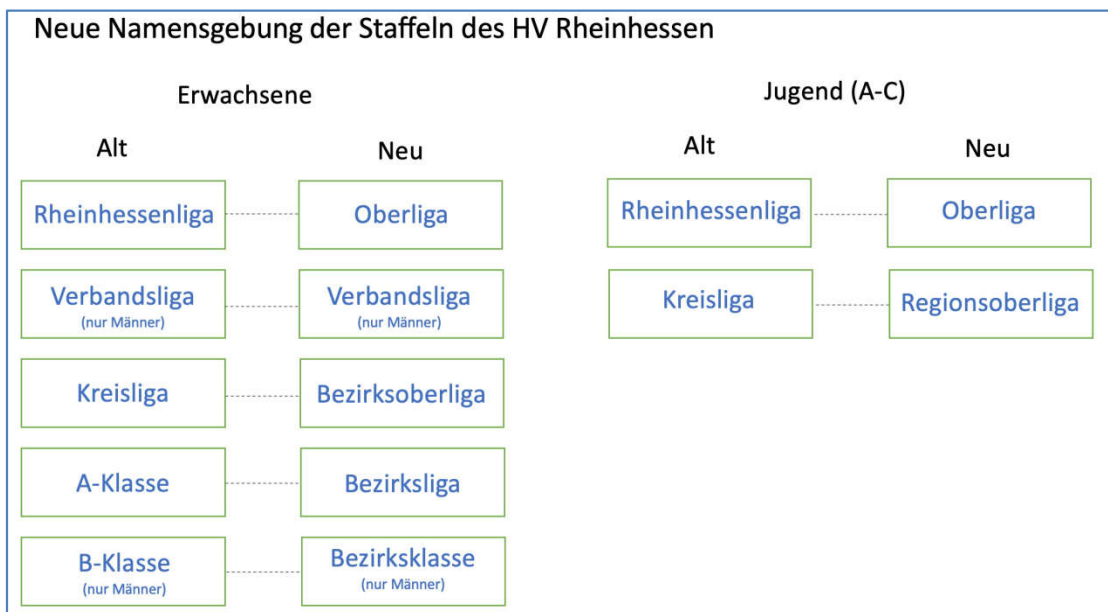 Neue Namensgebung der Staffeln des HV Rheinhessen
Erwachsene
Alt
Neu
Rheinhessenliga
Oberliga
Verbandsliga
(nur Männer)
Verbandsliga
(nur Männer)
Kreisliga
Bezirksoberliga
A-Klasse
Bezirksliga
B-Klasse
(nur Männer)
Bezirksklasse
(nur Männer)
Jugend (A-C)
Alt
Neu
Rheinhessenliga
Oberliga
Kreisliga
Regionsoberliga